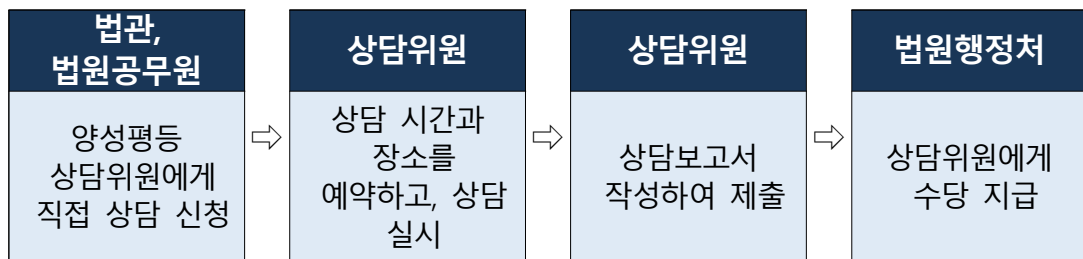 법관,
법원공무원
양성평등
상담위원에게
직접 상담 신청
⇨
상담위원
상담 시간과
장소를
예약하고, 상담
실시
⇨
상담위원
상담보고서
작성하여 제출
⇨
법원행정처
상담위원에게
수당 지급